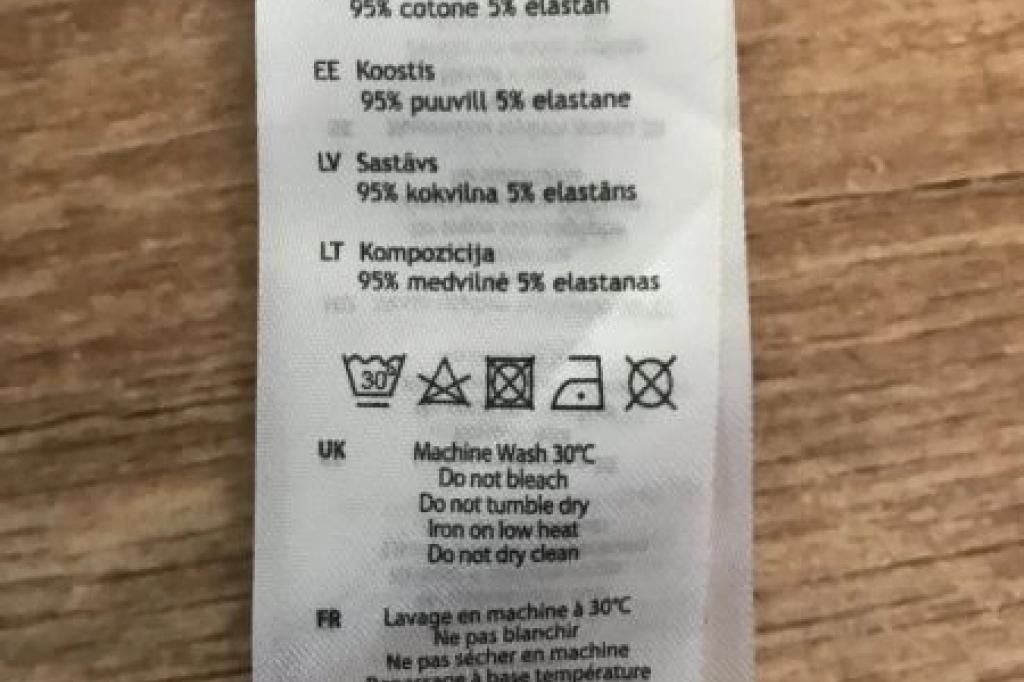 95% cotone 5% elastan
EE Koostis
95% puuvill 5% elastane
LV Sastāvs
95% kokvilna 5% elastāns
LT Kompozicija
95% medvilnė 5% elastanas
30°
UK Machine Wash 30°C
Do not bleach
Do not tumble dry
Iron on low heat
Do not dry clean
FR Lavage en machine à 30°C
Ne pas blanchir
Ne pas sécher en machine
à base température